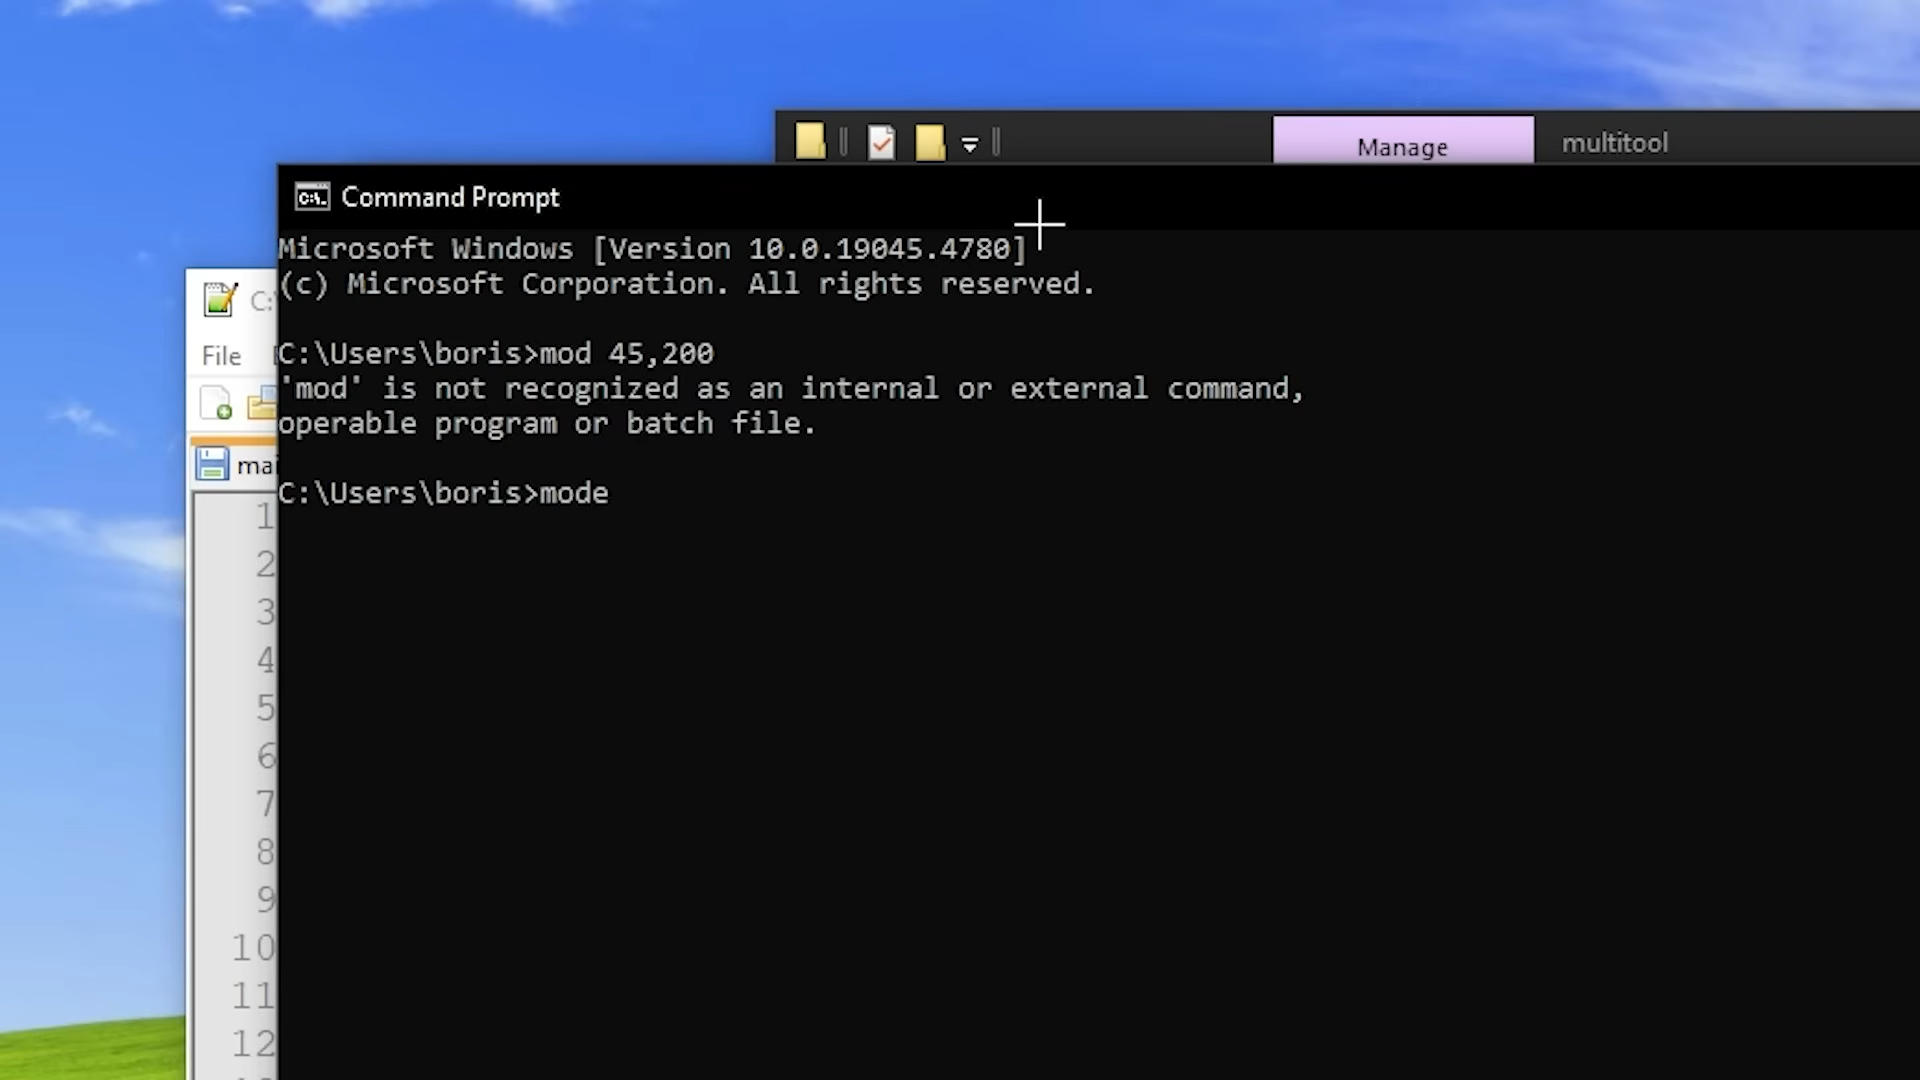 Manage
multitool
C:\.
Command Prompt
Microsoft Windows [Version 10.0.19045.4780]
(c) Microsoft Corporation. All rights reserved.
C:
File
C:\Users\boris>mod 45,200
'mod' is not recognized as an internal or external command,
operable program or batch file.
mai
C:\Users\boris>mode
1
2
3
4
5
6
7
8
9
10
11
12